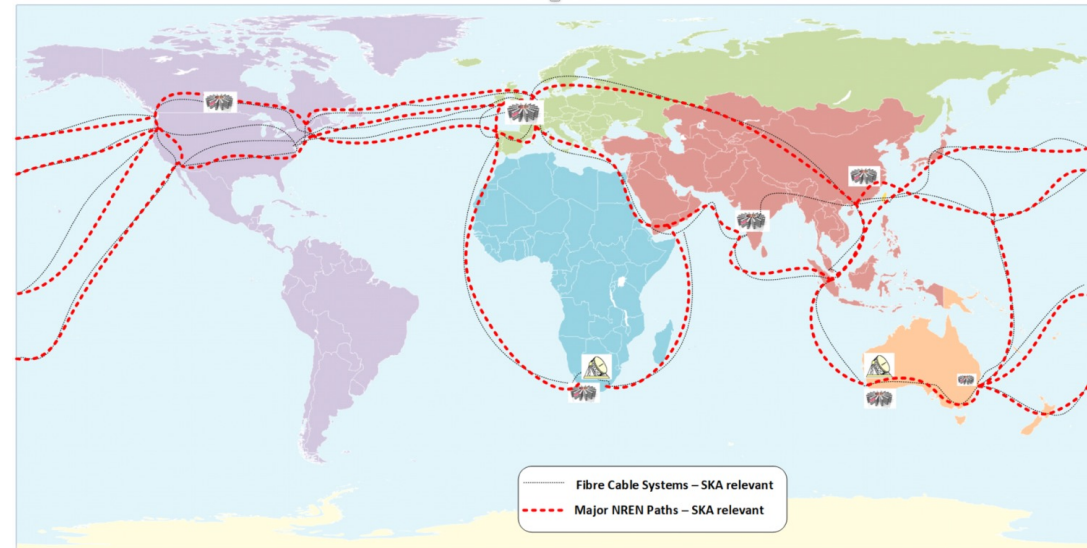 Fibre Cable Systems – SKA relevant
Major NREN Paths – SKA relevant